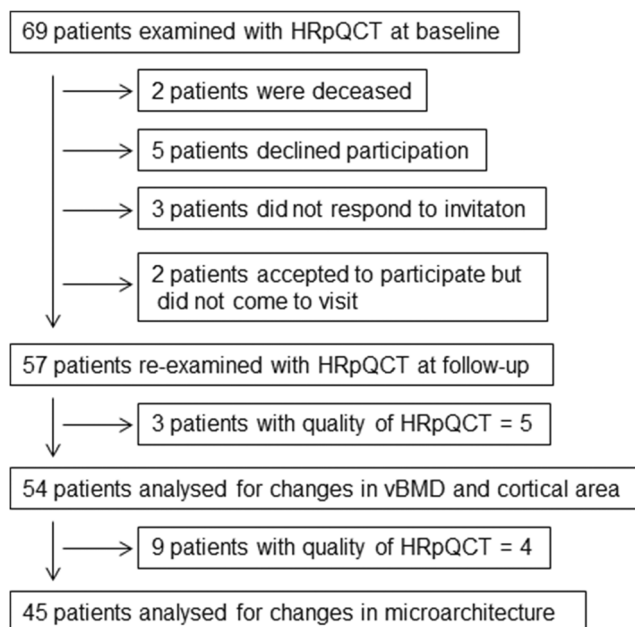 69 patients examined with HRpQCT at baseline
2 patients were deceased
5 patients declined participation
3 patients did not respond to invitaton
2 patients accepted to participate but
did not come to visit
57 patients re-examined with HRpQCT at follow-up
3 patients with quality of HRpQCT = 5
54 patients analysed for changes in vBMD and cortical area
9 patients with quality of HRpQCT = 4
45 patients analysed for changes in microarchitecture